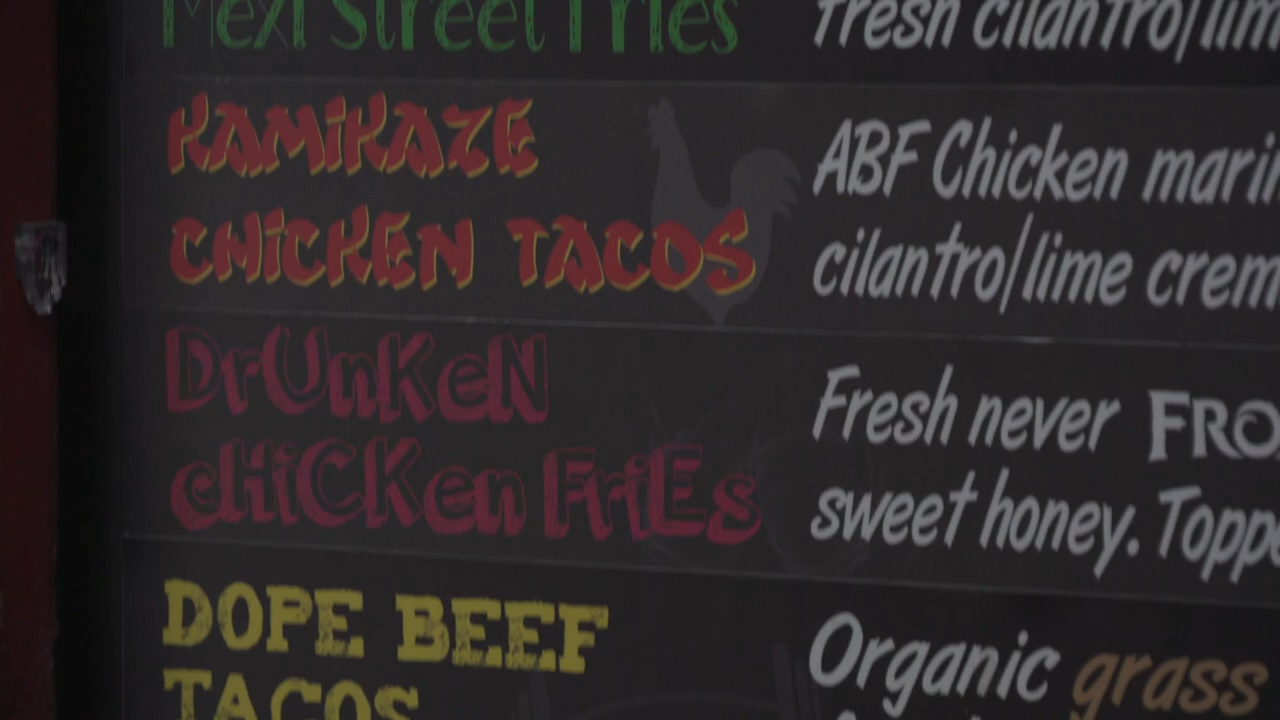 Mexi Street Fries
fresh cilantro/lim
KAMiKAZE
CHiCKEN TACOS
ABF Chicken marin
cilantro/lime crem
DrUnKeN
cHiCKen FriEs
Fresh never FRO
sweet honey. Toppe
DOPE BEEF
TACOS
Organic grass